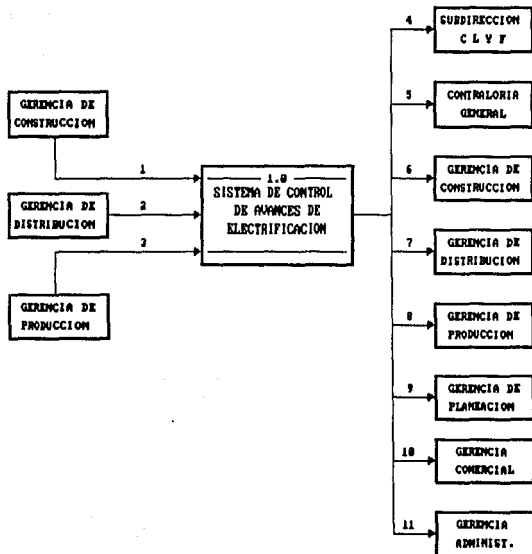 GERENCIA DE
CONSTRUCCION
1
GERENCIA DE
DISTRIBUCION
2
3
GERENCIA DE
PRODUCCION
1.0
SISTEMA DE CONTROL
DE AVANCES DE
ELECTRIFICACION
4
SUBDIRECCION
C L Y F
5
CONTRALORIA
GENERAL
6
GERENCIA DE
CONSTRUCCION
7
GERENCIA DE
DISTRIBUCION
8
GERENCIA DE
PRODUCCION
9
GERENCIA DE
PLANEACION
10
GERENCIA
COMERCIAL
11
GERENCIA
ADMINIST.